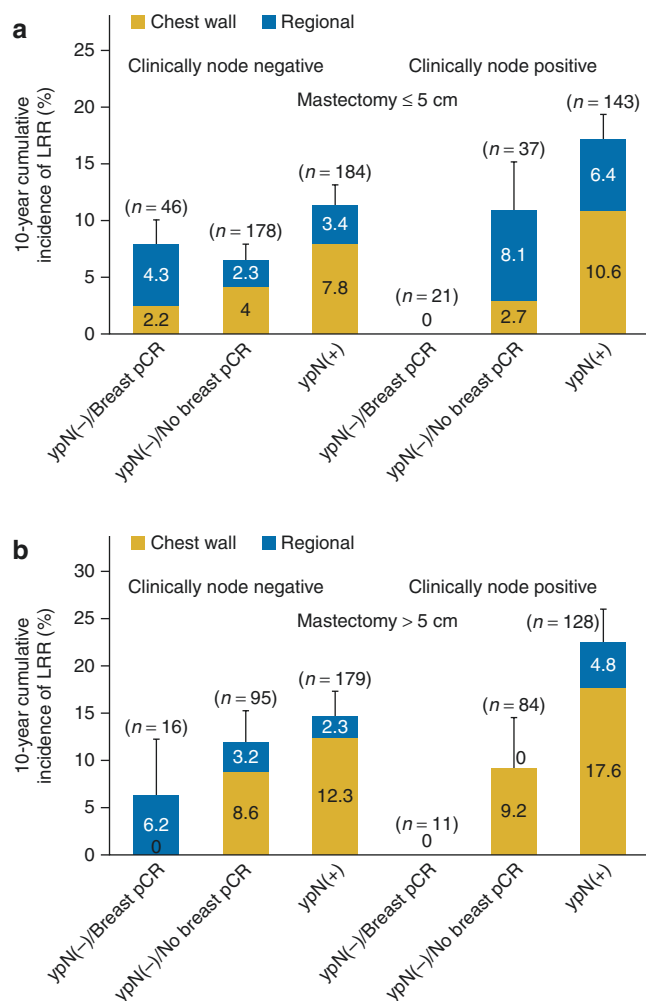 a
Chest wall Regional
10-year cumulative
incidence of LRR (%)
25
20
15
10
5
0
Clinically node negative Clinically node positive
Mastectomy ≤ 5 cm
(n = 46)
4.3
2.2
(n = 178)
2.3
4
(n = 184)
3.4
7.8
(n = 21)
0
(n = 37)
8.1
2.7
(n = 143)
6.4
10.6
ypN(–)/Breast pCR
ypN(–)/No breast pCR
ypN(+)
ypN(–)/Breast pCR
ypN(–)/No breast pCR
ypN(+)
b
Chest wall Regional
10-year cumulative
incidence of LRR (%)
30
25
20
15
10
5
0
Clinically node negative Clinically node positive
Mastectomy > 5 cm
(n = 16)
6.2
0
(n = 95)
3.2
8.6
(n = 179)
2.3
12.3
(n = 11)
0
(n = 84)
0
9.2
(n = 128)
4.8
17.6
ypN(–)/Breast pCR
ypN(–)/No breast pCR
ypN(+)
ypN(–)/Breast pCR
ypN(–)/No breast pCR
ypN(+)